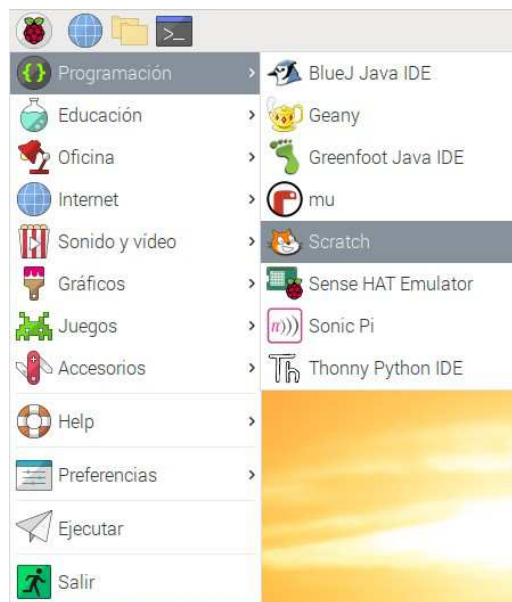 >_
Programación
Educación
Oficina
Internet
Sonido y vídeo
Gráficos
Juegos
Accesorios
Help
Preferencias
Ejecutar
Salir
BlueJ Java IDE
Geany
Greenfoot Java IDE
mu
Scratch
Sense HAT Emulator
π)))
Sonic Pi
Th
Thonny Python IDE